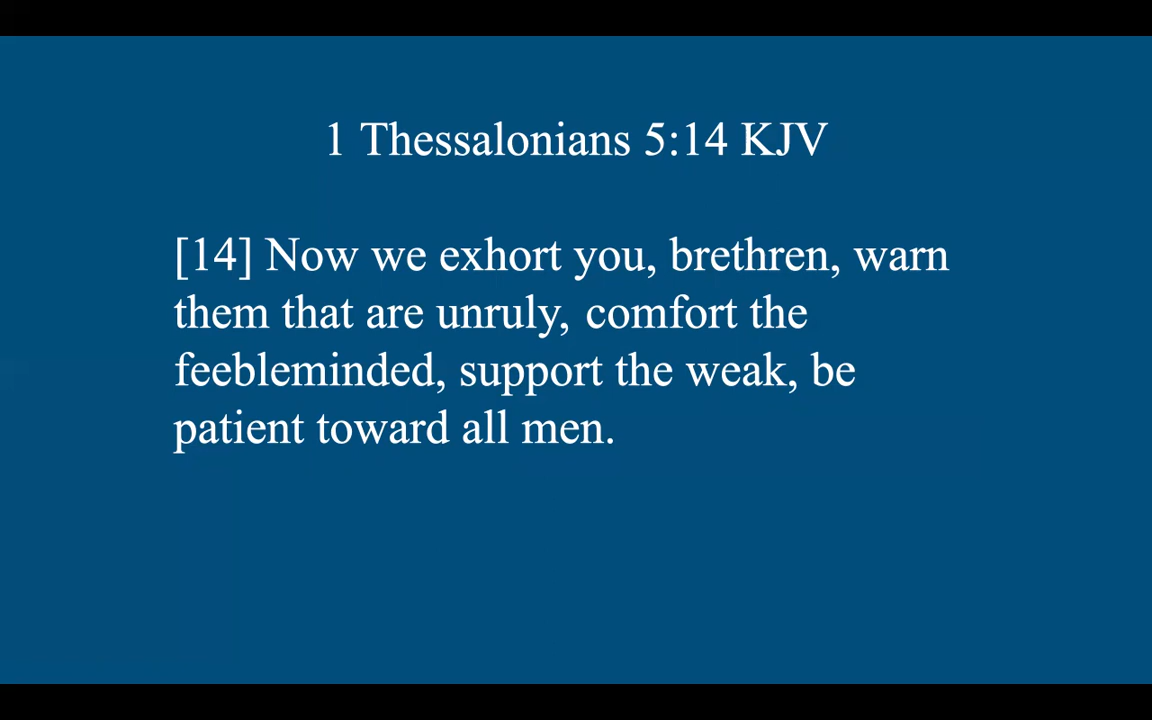 1 Thessalonians 5:14 KJV
[14] Now we exhort you, brethren, warn
them that are unruly, comfort the
feebleminded, support the weak, be
patient toward all men.